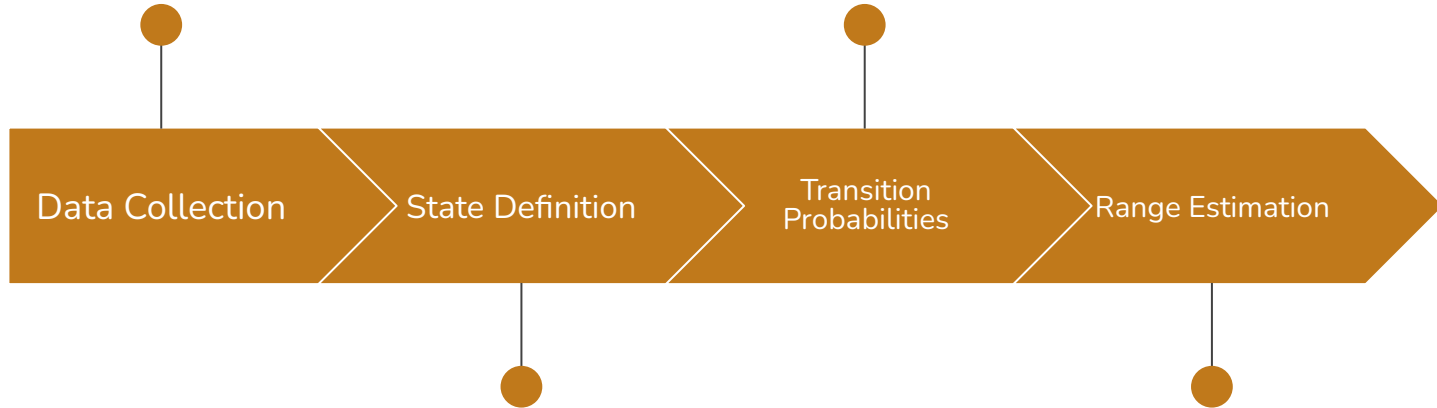 Data Collection
State Definition
Transition
Probabilities
Range Estimation